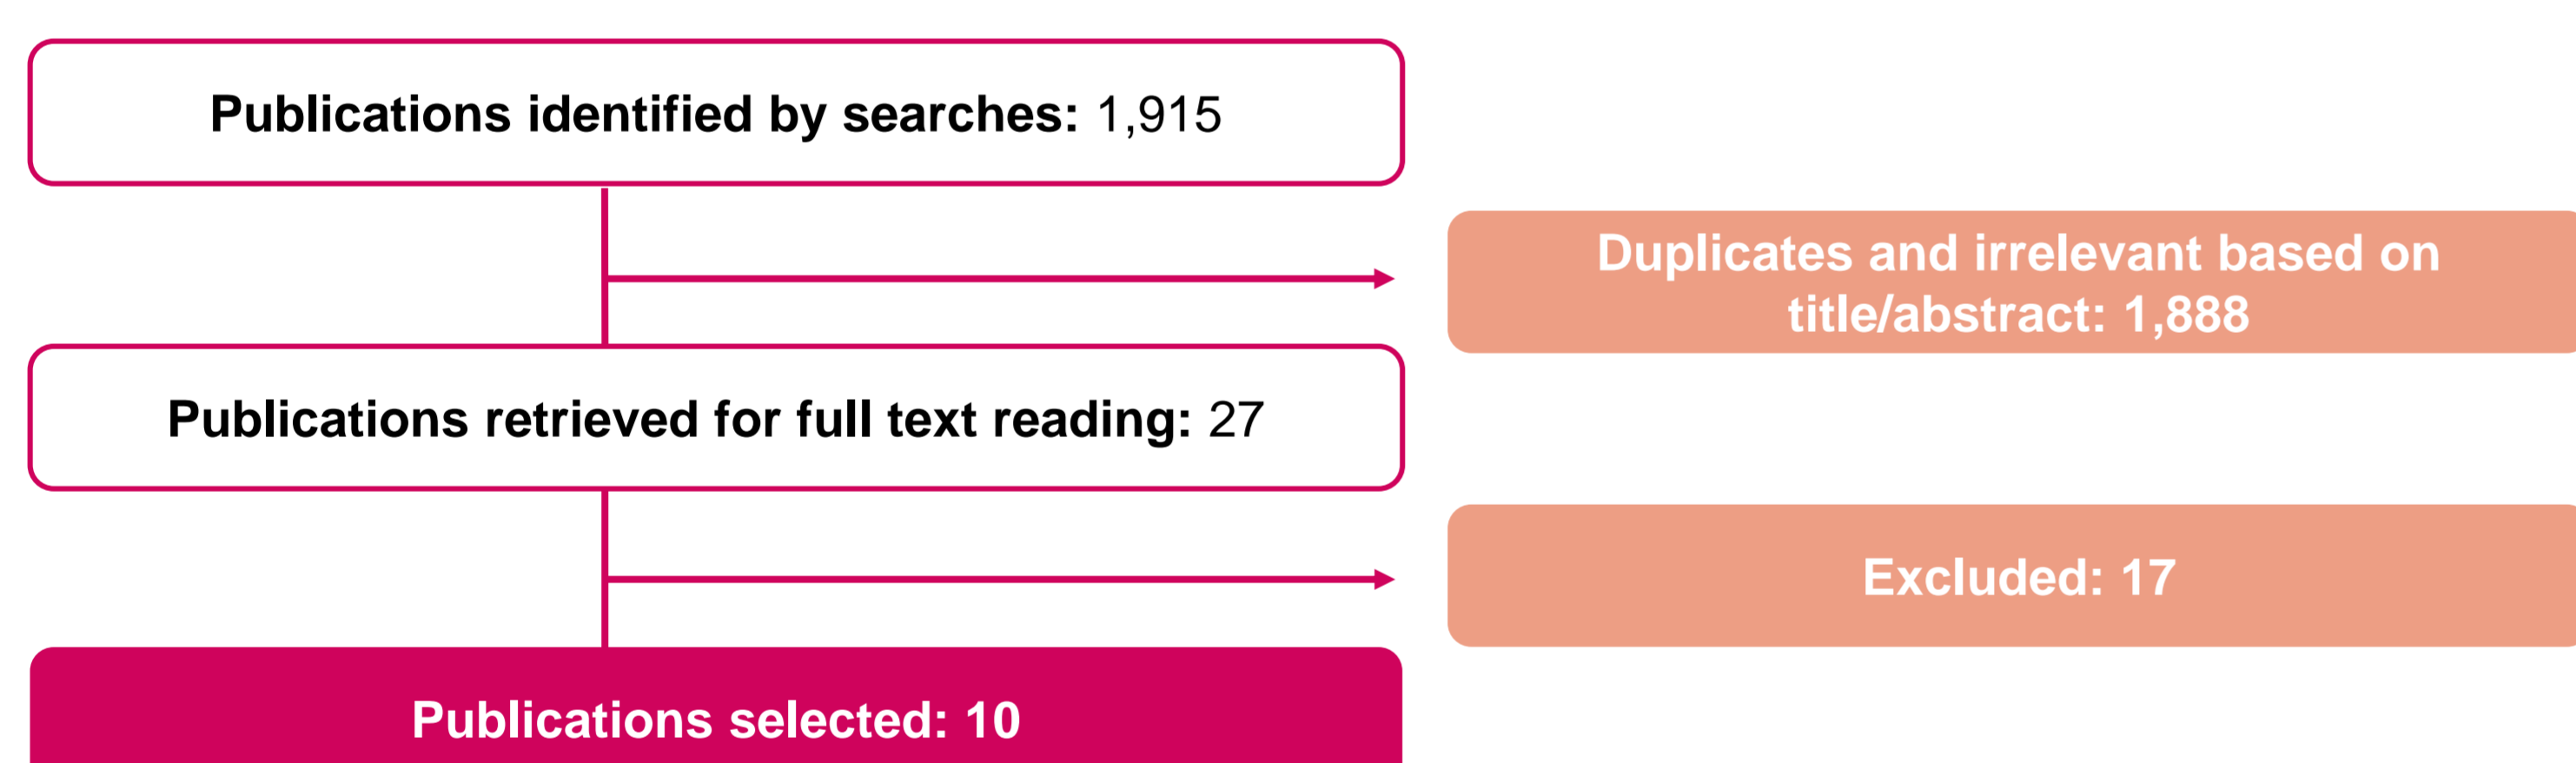 Publications identified by searches: 1,915
Duplicates and irrelevant based on
title/abstract: 1,888
Publications retrieved for full text reading: 27
Excluded: 17
Publications selected: 10